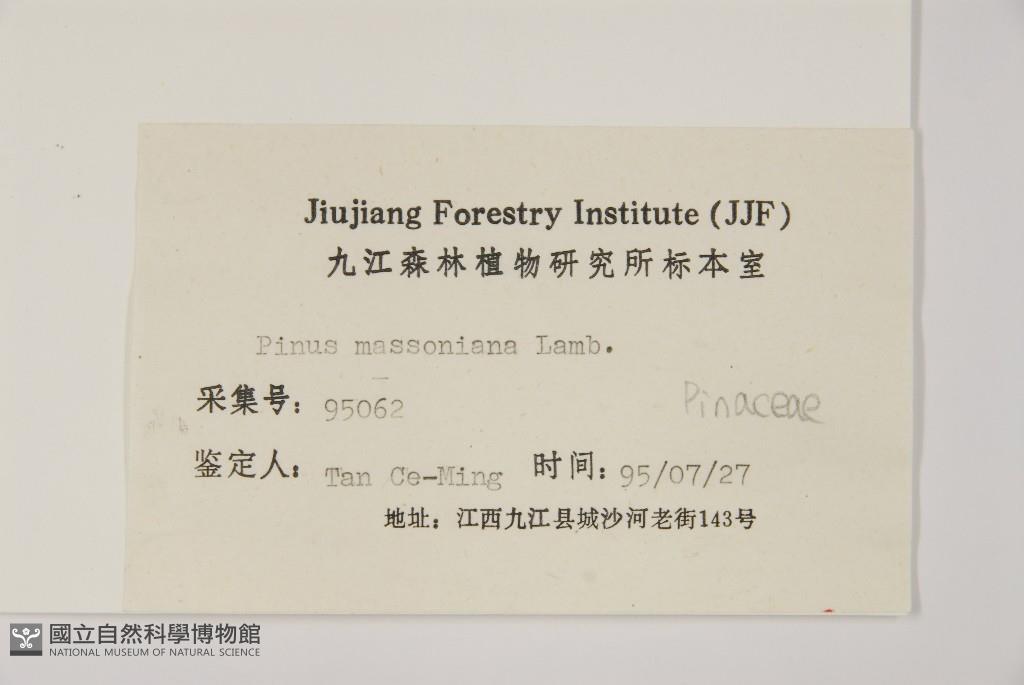 Jiujiang Forestry Institute (JJF)
九江森林植物研究所标本室
Pinus massoniana Lamb.
采集号: 95062
Pinaceae
鉴定人: Tan Ce-Ming 时间: 95/07/27
地址: 江西九江县城沙河老街143号
國立自然科學博物館
NATIONAL MUSEUM OF NATURAL SCIENCE